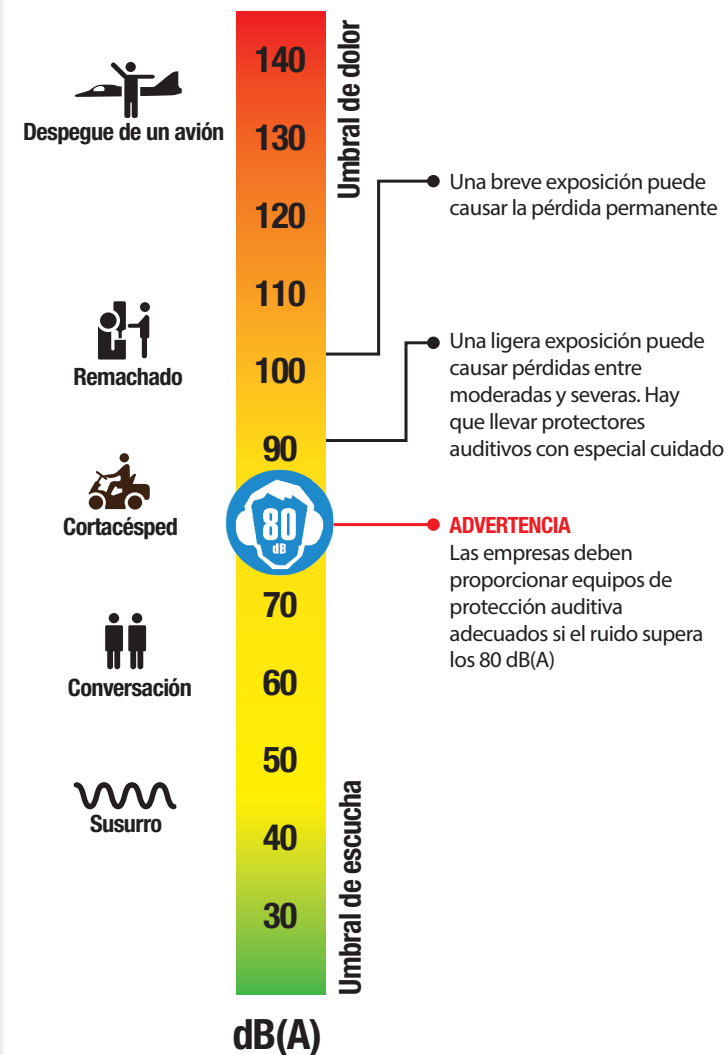 140
Umbral de dolor
Despegue de un avión
130
Una breve exposición puede
causar la pérdida permanente
120
110
Remachado
100
Una ligera exposición puede
causar pérdidas entre
moderadas y severas. Hay
que llevar protectores
auditivos con especial cuidado
90
Cortacésped
80
dB
ADVERTENCIA
Las empresas deben
proporcionar equipos de
protección auditiva
adecuados si el ruido supera
los 80 dB(A)
70
Conversación
60
50
Susurro
40
Umbral de escucha
30
dB(A)